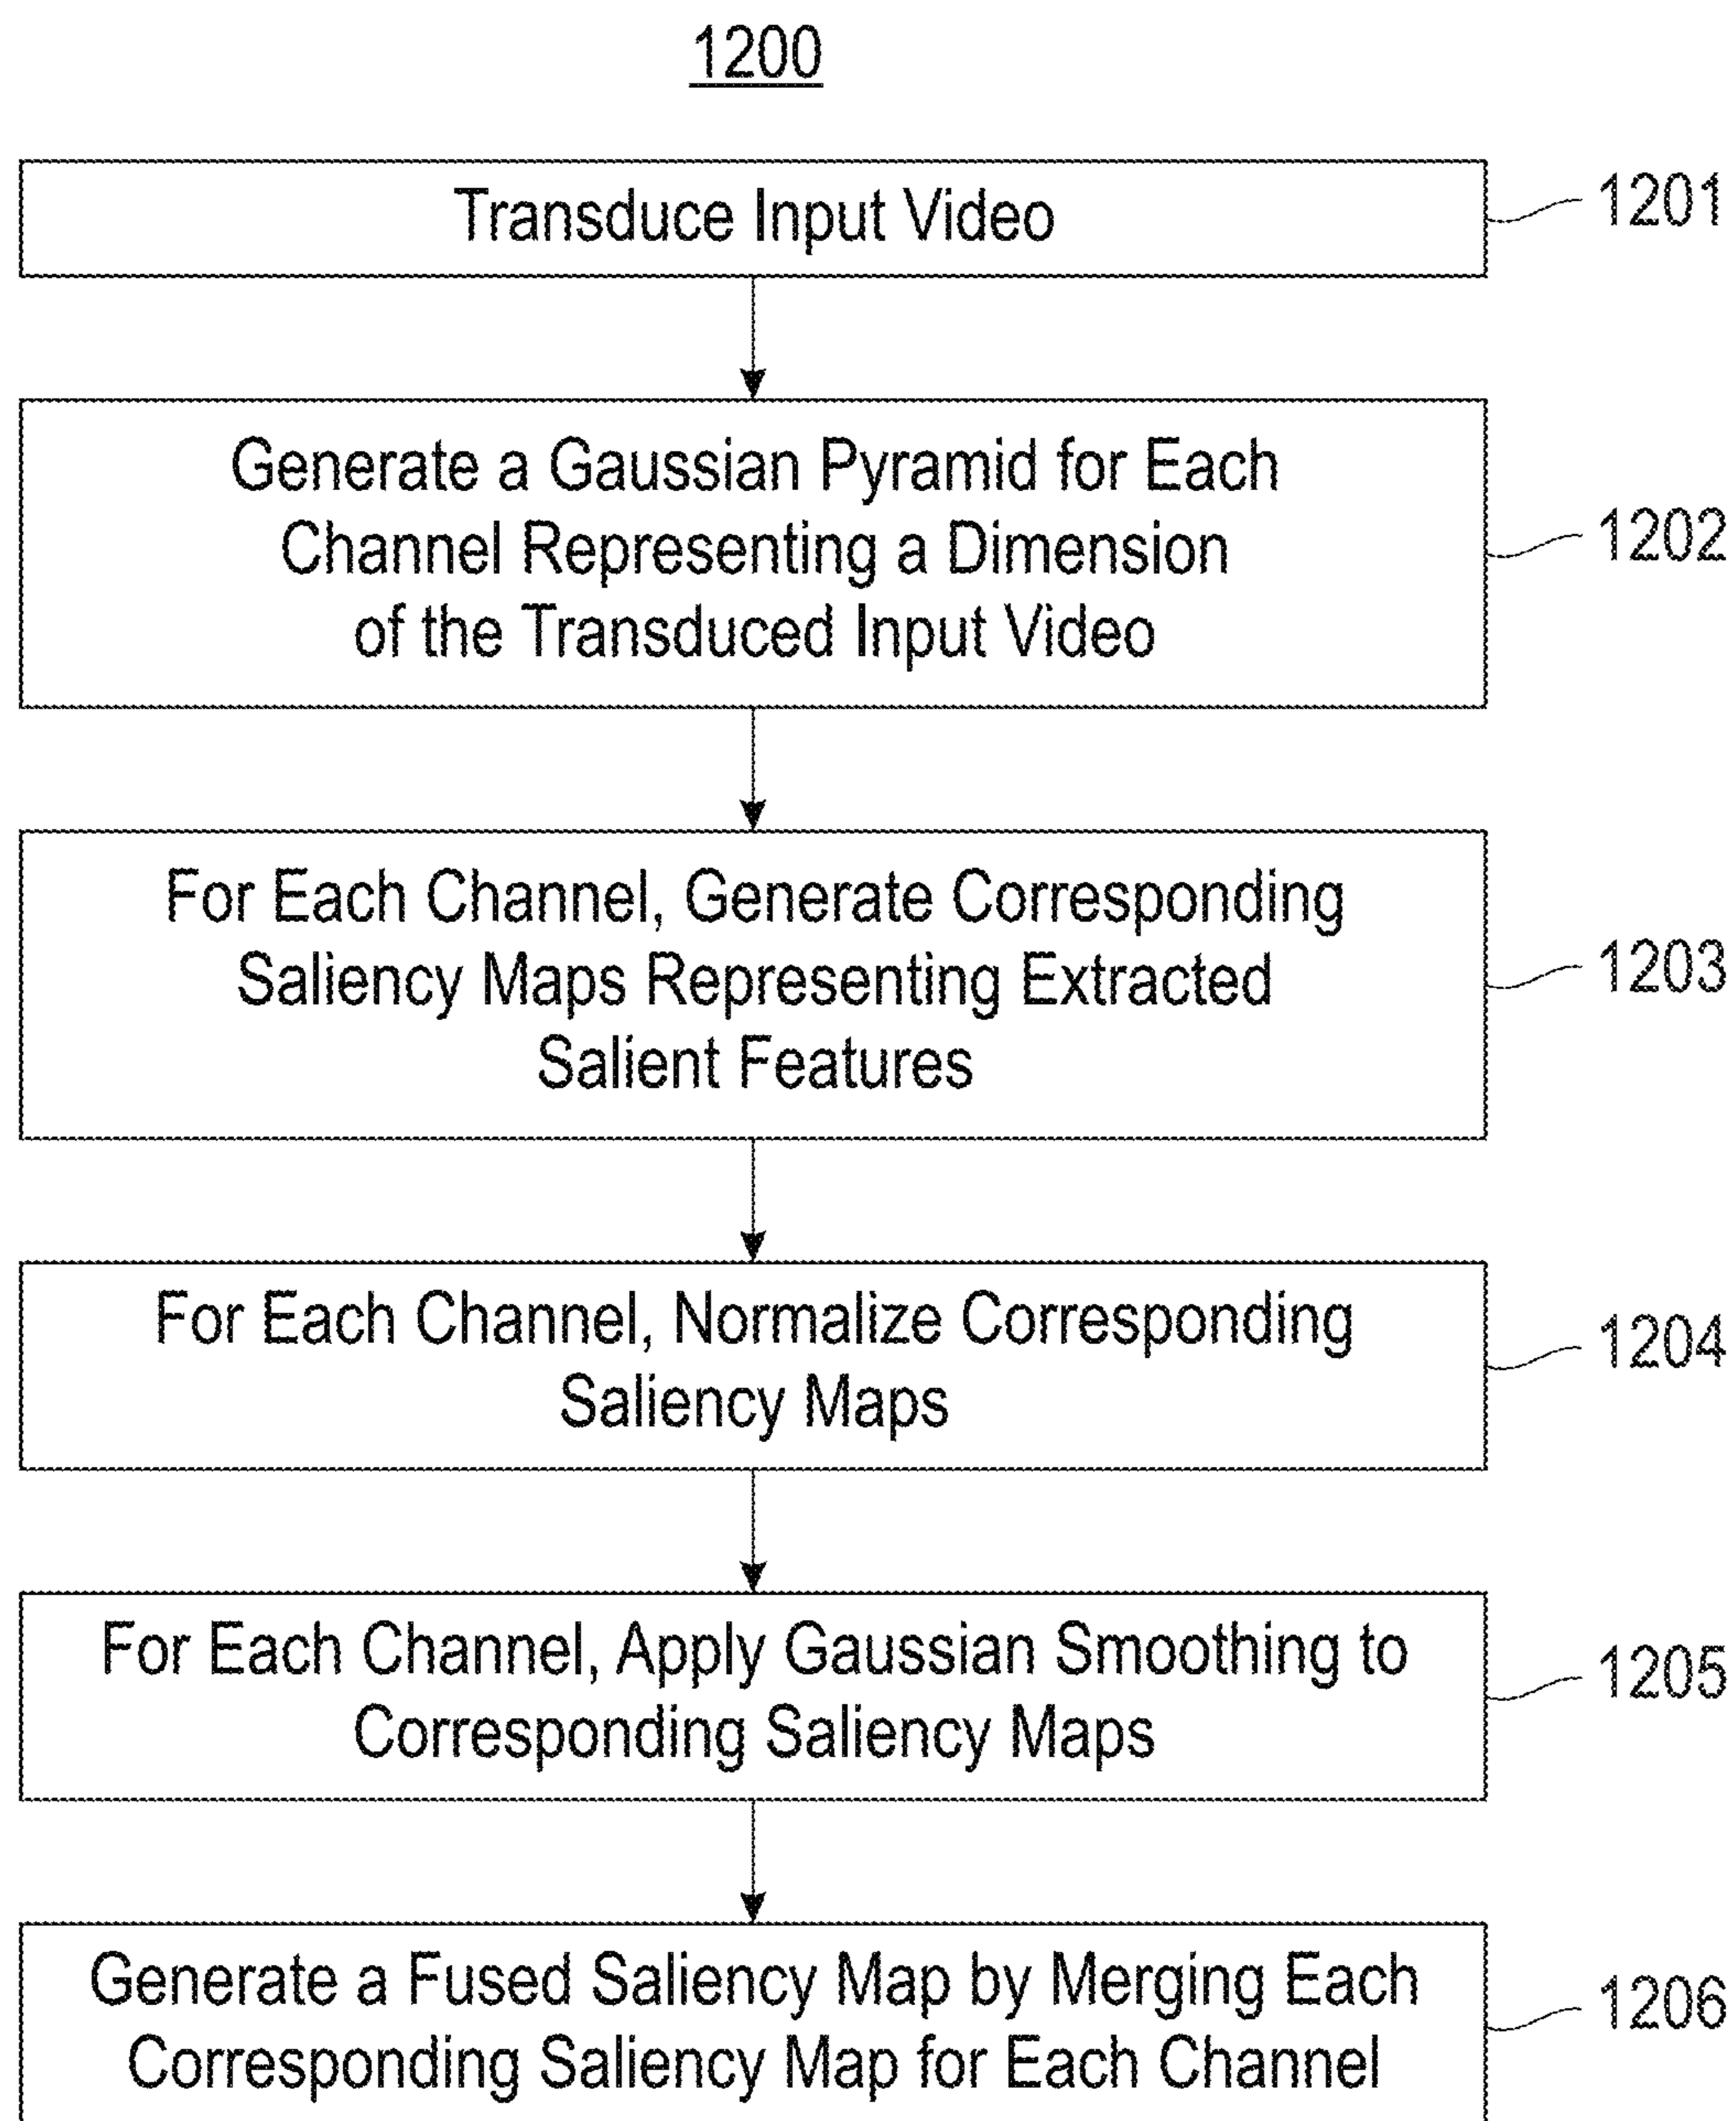 1200
Transduce Input Video
1201
Generate a Gaussian Pyramid for Each
Channel Representing a Dimension
of the Transduced Input Video
1202
For Each Channel, Generate Corresponding
Saliency Maps Representing Extracted
Salient Features
1203
For Each Channel, Normalize Corresponding
Saliency Maps
1204
For Each Channel, Apply Gaussian Smoothing to
Corresponding Saliency Maps
1205
Generate a Fused Saliency Map by Merging Each
Corresponding Saliency Map for Each Channel
1206